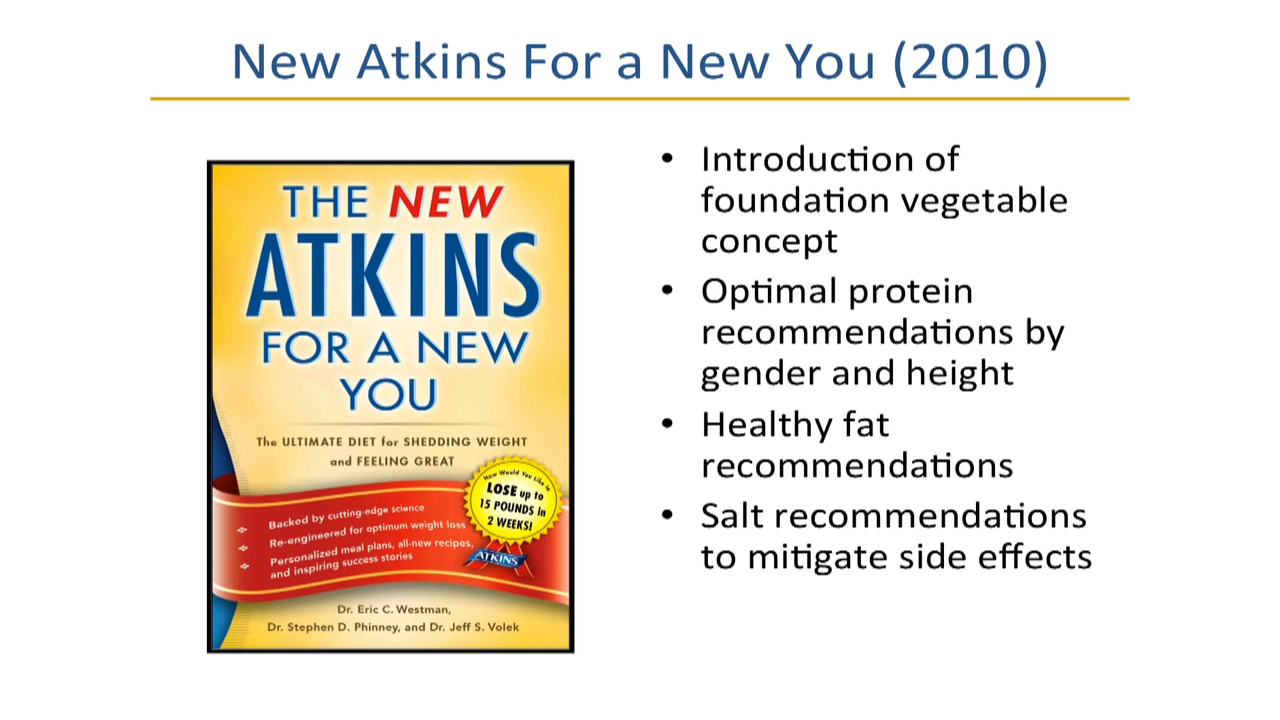 New Atkins For a New You (2010)
THE NEW
ATKINS
FOR A NEW
YOU
The ULTIMATE DIET for SHEDDING WEIGHT
and FEELING GREAT
How Would You Like to
LOSE up to
15 POUNDS in
2 WEEKS!
Backed by cutting-edge science
Re-engineered for optimum weight loss
Personalized meal plans, all-new recipes,
and inspiring success stories
ATKINS
Dr. Eric C. Westman,
Dr. Stephen D. Phinney, and Dr. Jeff S. Volek
• Introduction of
foundation vegetable
concept
• Optimal protein
recommendations by
gender and height
• Healthy fat
recommendations
• Salt recommendations
to mitigate side effects